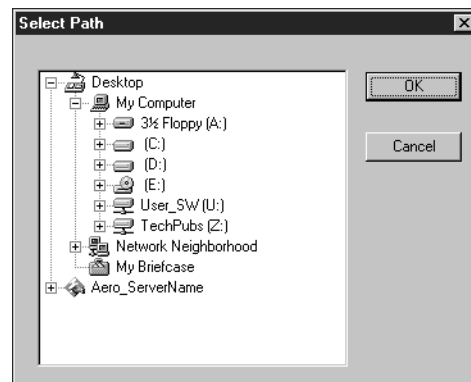 Select Path
Desktop
My Computer
3½ Floppy (A:)
(C:)
(D:)
(E:)
User_SW (U:)
TechPubs (Z:)
Network Neighborhood
My Briefcase
Aero_ServerName
OK
Cancel